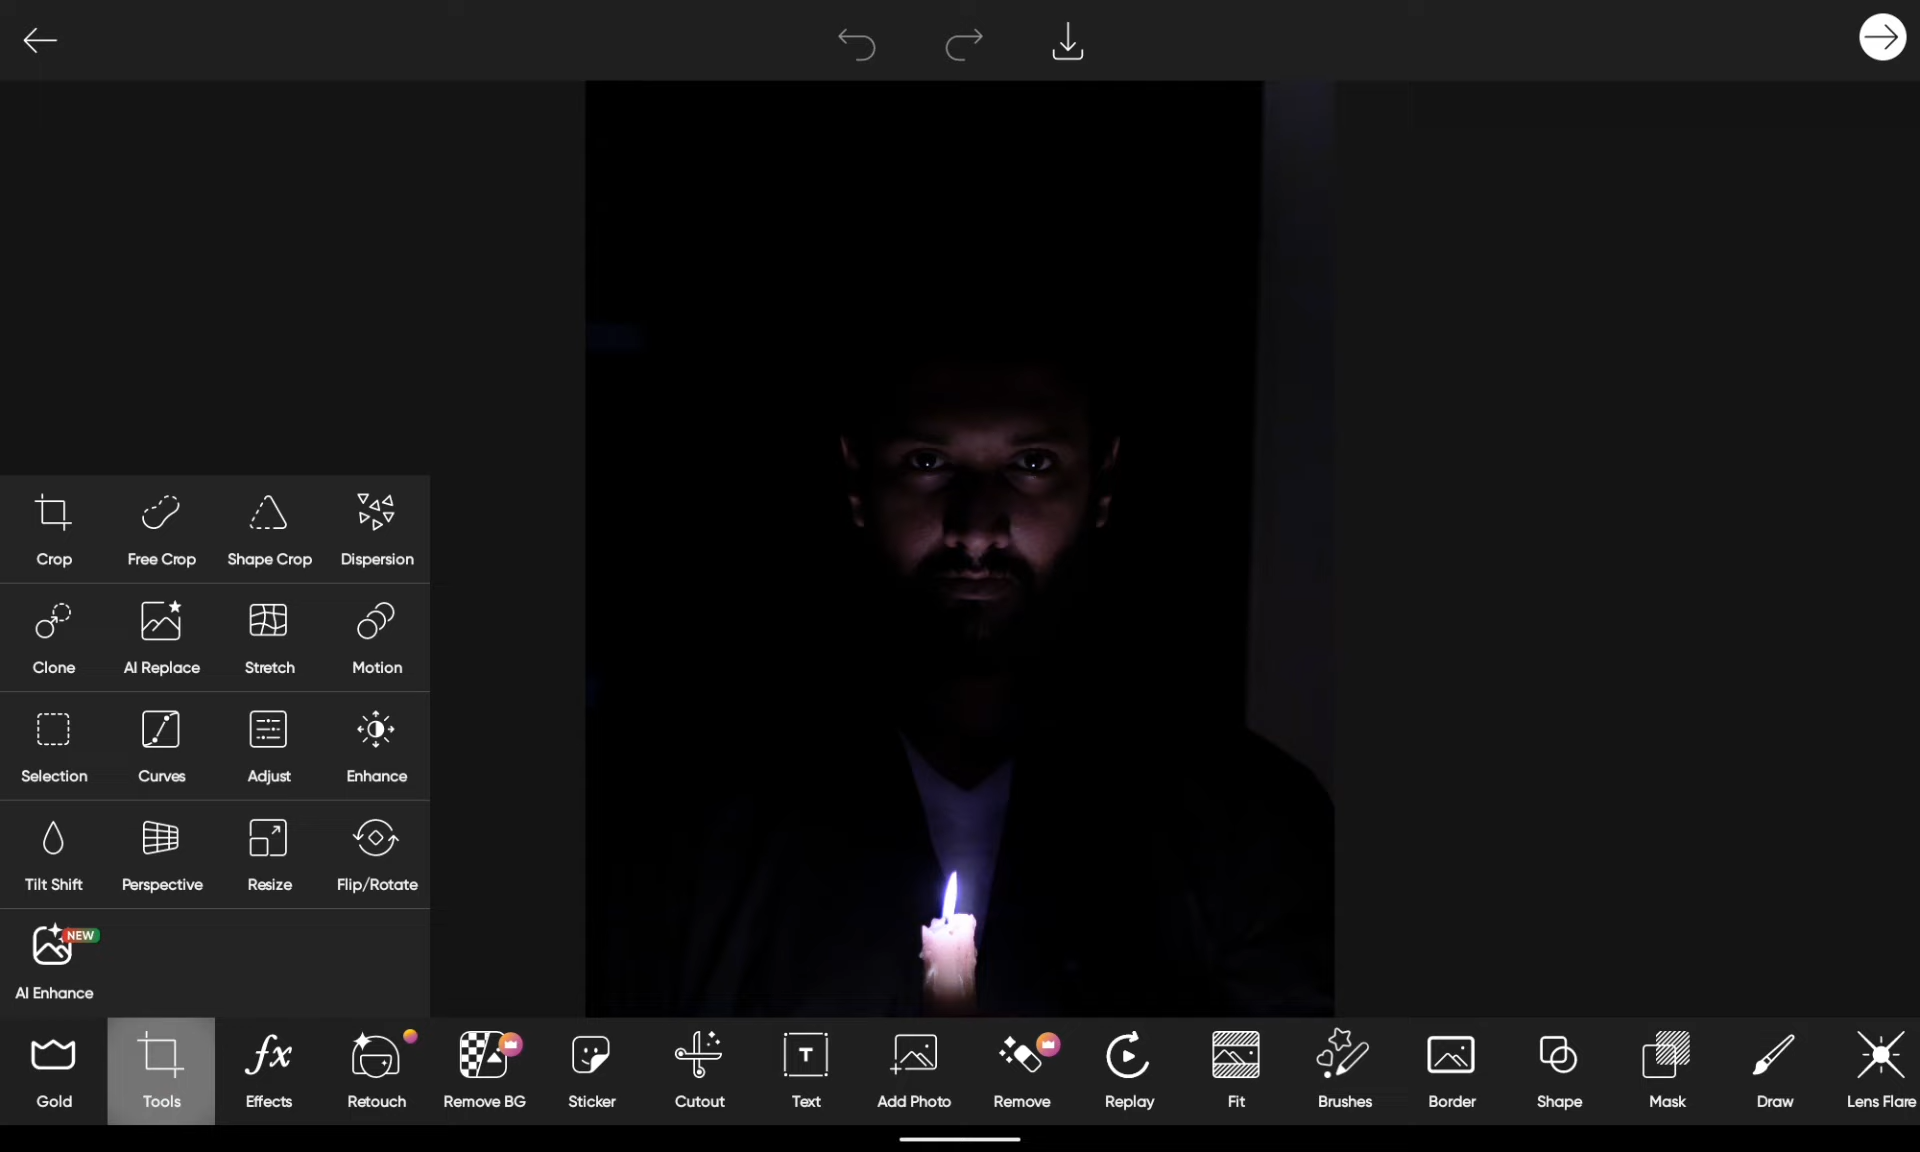 Crop Free Crop Shape Crop Dispersion
Clone AI Replace Stretch Motion
Selection Curves Adjust Enhance
Tilt Shift Perspective Resize Flip/Rotate
NEW
AI Enhance
T
Gold Tools Effects Retouch Remove BG Sticker Cutout Text Add Photo Remove Replay Fit Brushes Border Shape Mask Draw Lens Flare